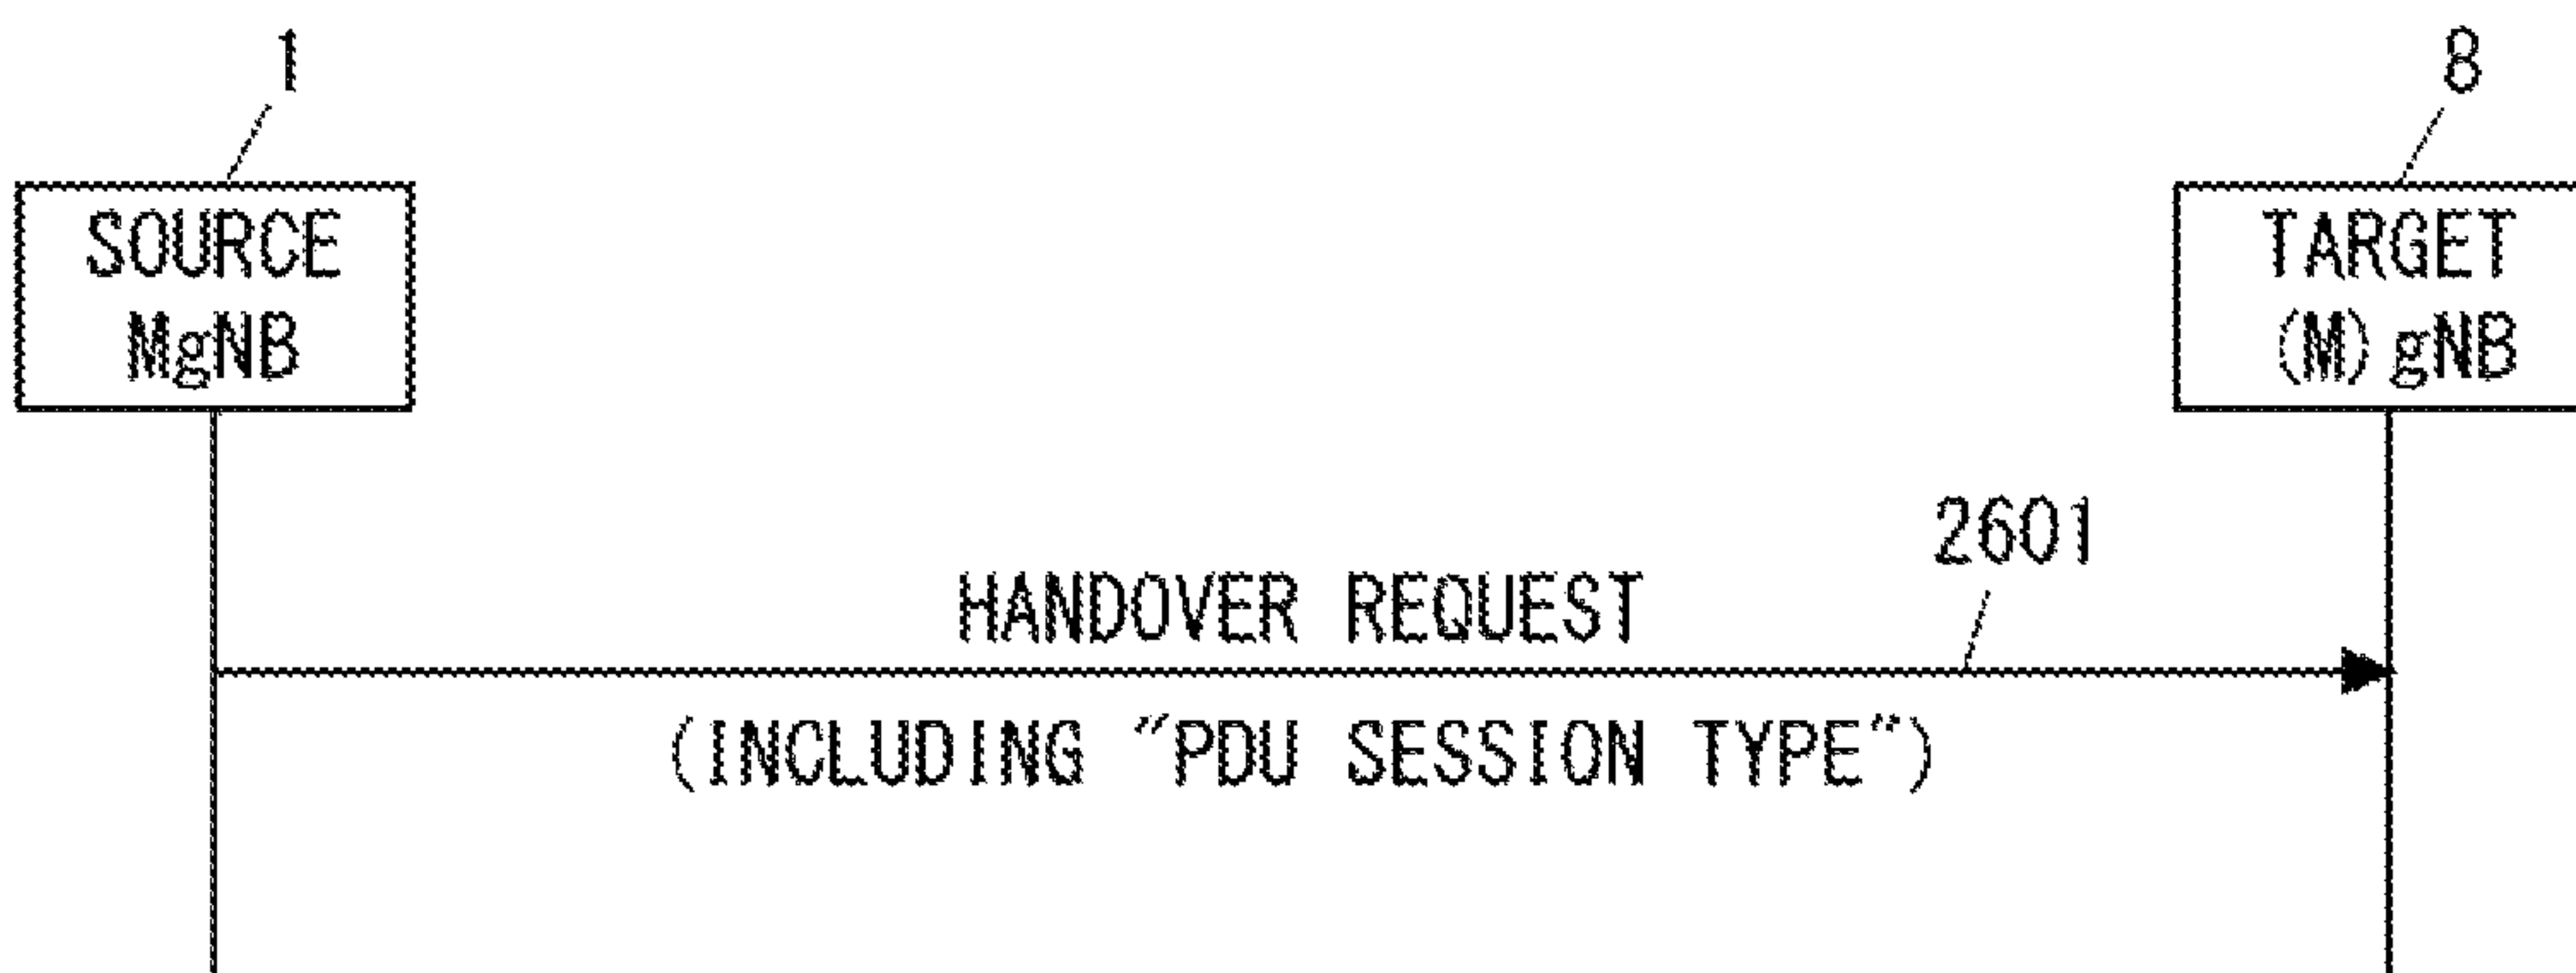 1
8
SOURCE
MgNB
TARGET
(M) gNB
2601
HANDOVER REQUEST
(INCLUDING "PDU SESSION TYPE")